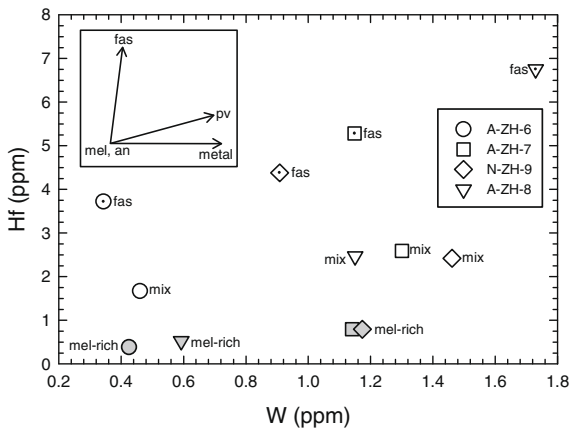 8
7
6
5
4
3
2
1
0
Hf (ppm)
fas
pv
mel, an
metal
fas
A-ZH-6
A-ZH-7
N-ZH-9
A-ZH-8
fas
fas
fas
mix
mix
mix
mix
mel-rich
mel-rich
mel-rich
0.2
0.4
0.6
0.8
1.0
1.2
1.4
1.6
1.8
W (ppm)